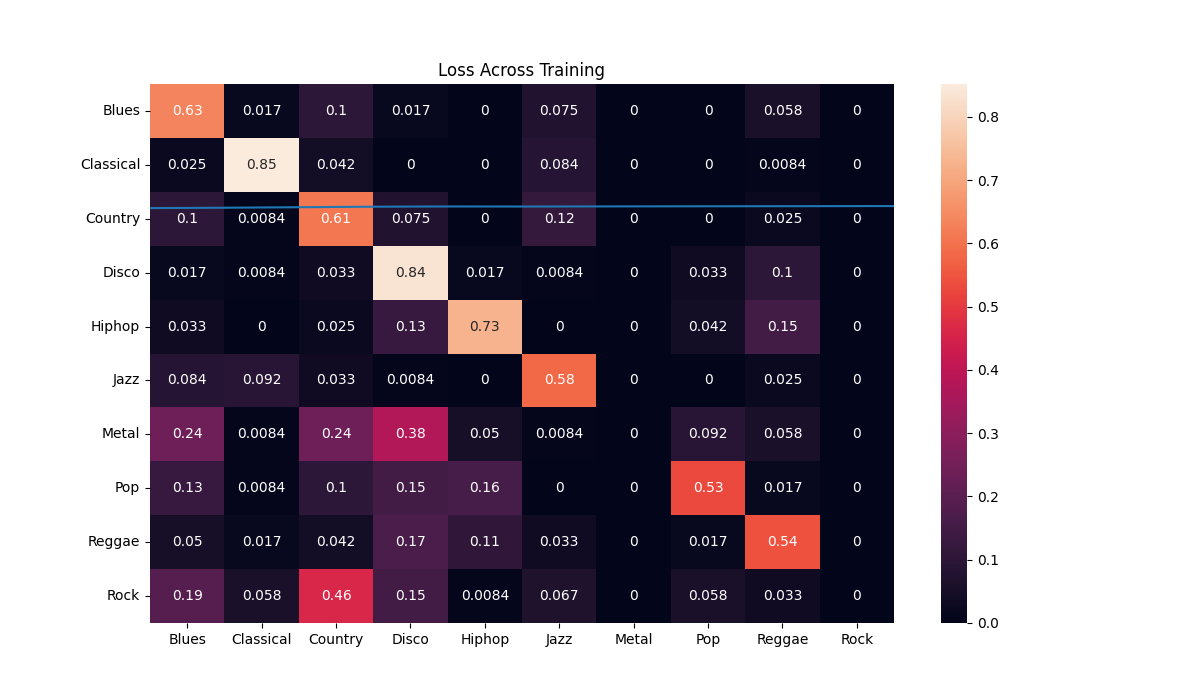 Loss Across Training
Blues 0.63 0.017 0.1 0.017 0 0.075 0 0 0.058 0
Classical 0.025 0.85 0.042 0 0 0.084 0 0 0.0084 0
Country 0.1 0.0084 0.61 0.075 0 0.12 0 0 0.025 0
Disco 0.017 0.0084 0.033 0.84 0.017 0.0084 0 0.033 0.1 0
Hiphop 0.033 0 0.025 0.13 0.73 0 0 0.042 0.15 0
Jazz 0.084 0.092 0.033 0.0084 0 0.58 0 0 0.025 0
Metal 0.24 0.0084 0.24 0.38 0.05 0.0084 0 0.092 0.058 0
Pop 0.13 0.0084 0.1 0.15 0.16 0 0 0.53 0.017 0
Reggae 0.05 0.017 0.042 0.17 0.11 0.033 0 0.017 0.54 0
Rock 0.19 0.058 0.46 0.15 0.0084 0.067 0 0.058 0.033 0
Blues Classical Country Disco Hiphop Jazz Metal Pop Reggae Rock
0.8
0.7
0.6
0.5
0.4
0.3
0.2
0.1
0.0